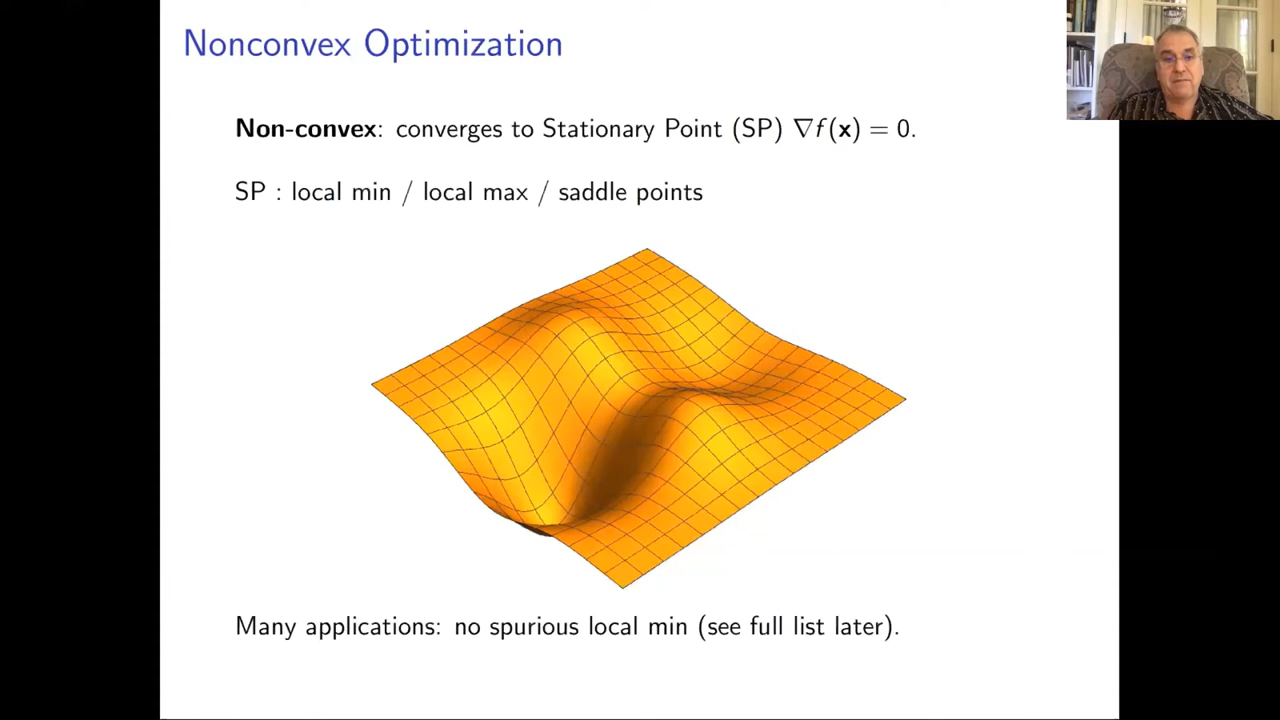 Nonconvex Optimization
Non-convex: converges to Stationary Point (SP) ∇f(x) = 0.
SP : local min / local max / saddle points
Many applications: no spurious local min (see full list later).